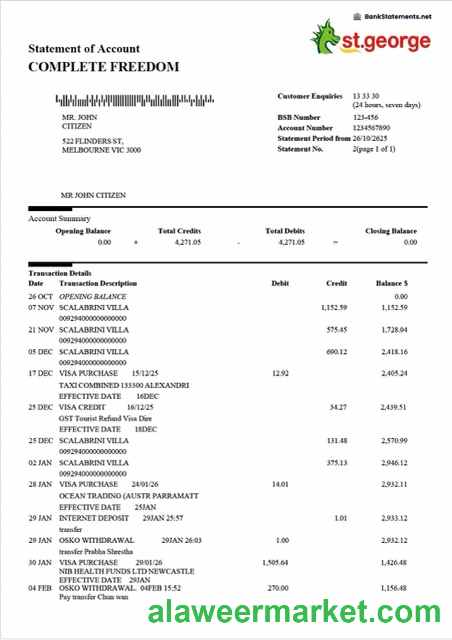 BankStatements.net
st.george
Statement of Account
COMPLETE FREEDOM
MR. JOHN
CITIZEN
522 FLINDERS ST,
MELBOURNE VIC 3000
Customer Enquiries 13 33 30
(24 hours, seven days)
BSB Number 123-456
Account Number 1234567890
Statement Period from 26/10/2625
Statement No. 2(page 1 of 1)
MR JOHN CITIZEN
Account Summary
Opening Balance Total Credits Total Debits Closing Balance
0.00 + 4,271.05 - 4,271.05 = 0.00
Transaction Details
Date Transaction Description Debit Credit Balance $
26 OCT OPENING BALANCE 0.00
07 NOV SCALABRINI VILLA 1,152.59 1,152.59
009294000000000000
21 NOV SCALABRINI VILLA 575.45 1,728.04
009294000000000000
05 DEC SCALABRINI VILLA 690.12 2,418.16
009294000000000000
17 DEC VISA PURCHASE 15/12/25 12.92 2,405.24
TAXI COMBINED 133300 ALEXANDRI
EFFECTIVE DATE 16DEC
25 DEC VISA CREDIT 16/12/25 34.27 2,439.51
GST Tourist Refund Visa Dire
EFFECTIVE DATE 18DEC
25 DEC SCALABRINI VILLA 131.48 2,570.99
009294000000000000
02 JAN SCALABRINI VILLA 375.13 2,946.12
009294000000000000
28 JAN VISA PURCHASE 24/01/26 14.01 2,932.11
OCEAN TRADING (AUSTR PARRAMATT
EFFECTIVE DATE 25JAN
29 JAN INTERNET DEPOSIT 29JAN 25:57 1.01 2,933.12
transfer
29 JAN OSKO WITHDRAWAL 29JAN 26:03 1.00 2,932.12
transfer Prabha Shrestha
30 JAN VISA PURCHASE 29/01/26 1,505.64 1,426.48
NIB HEALTH FUNDS LTD NEWCASTLE
EFFECTIVE DATE 29JAN
04 FEB OSKO WITHDRAWAL. 04FEB 15:52 270.00 1,156.48
Pay transfer Chun wan
alaweermarket.com